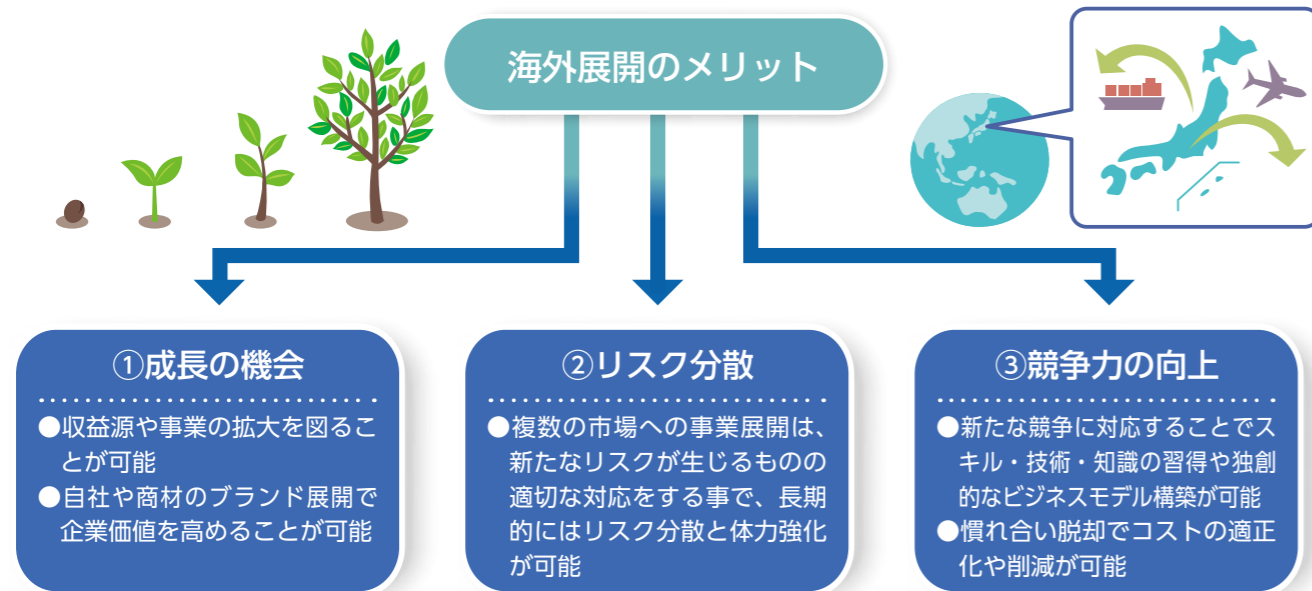 海外展開のメリット
①成長の機会
●収益源や事業の拡大を図るこ
とが可能
●自社や商材のブランド展開で
企業価値を高めることが可能
②リスク分散
●複数の市場への事業展開は、
新たなリスクが生じるものの
適切な対応をする事で、長期
的にはリスク分散と体力強化
が可能
③競争力の向上
●新たな競争に対応することでス
キル・技術・知識の習得や独創
的なビジネスモデル構築が可能
●慣れ合い脱却でコストの適正
化や削減が可能